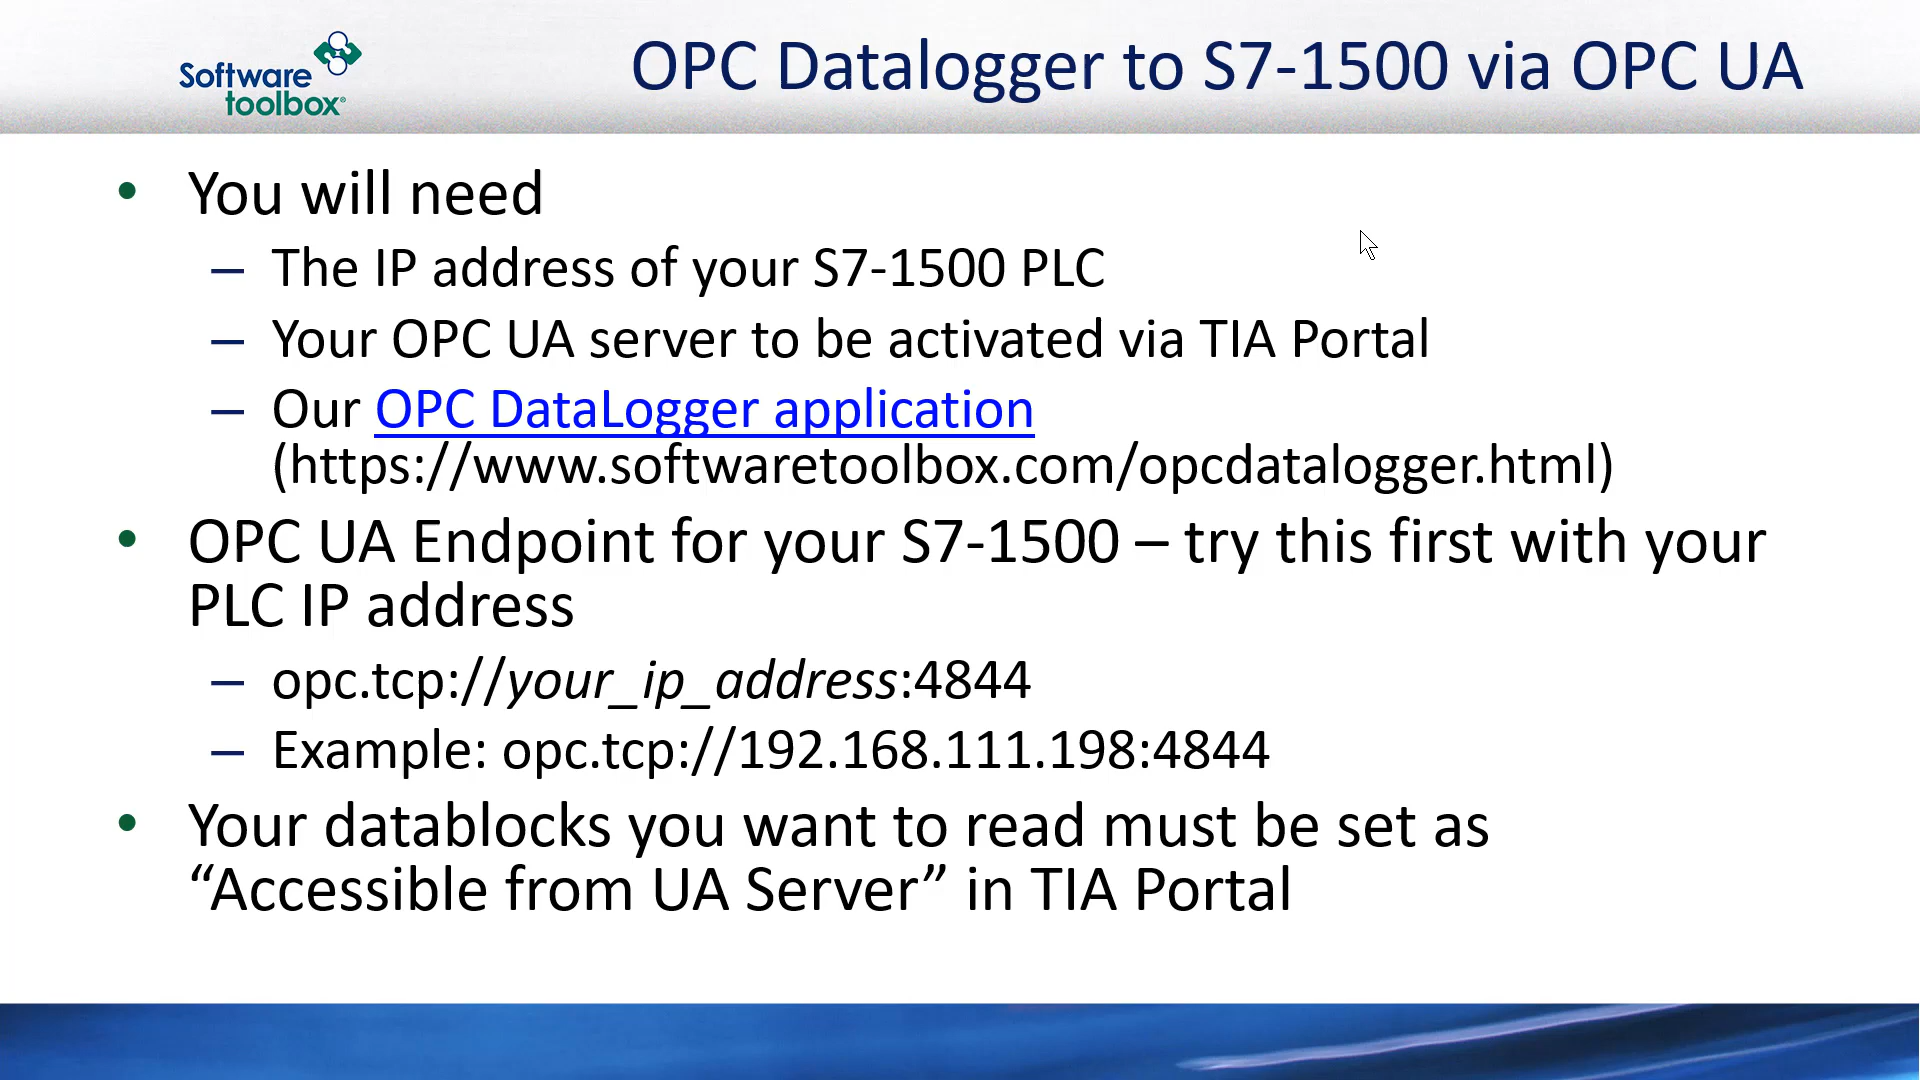 Software
toolbox®
OPC Datalogger to S7-1500 via OPC UA
• You will need
– The IP address of your S7-1500 PLC
– Your OPC UA server to be activated via TIA Portal
– Our OPC DataLogger application
(https://www.softwaretoolbox.com/opcdatalogger.html)
• OPC UA Endpoint for your S7-1500 – try this first with your
PLC IP address
– opc.tcp://your_ip_address:4844
– Example: opc.tcp://192.168.111.198:4844
• Your datablocks you want to read must be set as
“Accessible from UA Server” in TIA Portal